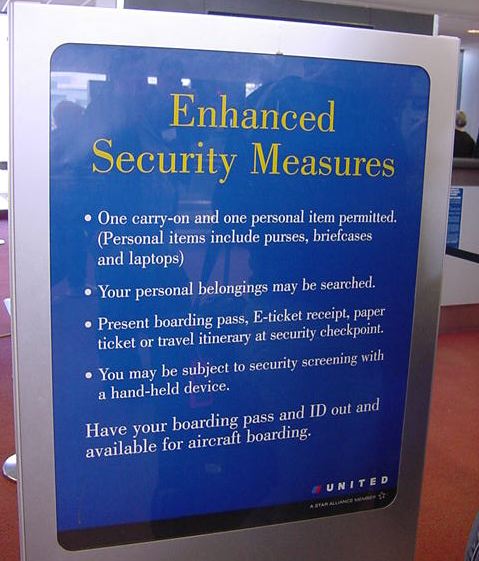 Enhanced
Security Measures
• One carry-on and one personal item permitted.
(Personal items include purses, briefcases
and laptops)
• Your personal belongings may be searched.
• Present boarding pass, E-ticket receipt, paper
ticket or travel itinerary at security checkpoint.
• You may be subject to security screening with
a hand-held device.
Have your boarding pass and ID out and
available for aircraft boarding.
UNITED
A STAR ALLIANCE MEMBER